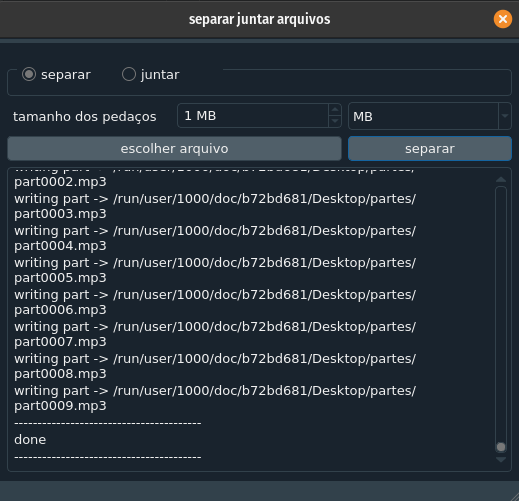 separar juntar arquivos
separar
juntar
tamanho dos pedaços
1 MB
MB
escolher arquivo
separar
writing part -> /run/user/1000/doc/b72bd681/Desktop/partes/
part0002.mp3
writing part -> /run/user/1000/doc/b72bd681/Desktop/partes/
part0003.mp3
writing part -> /run/user/1000/doc/b72bd681/Desktop/partes/
part0004.mp3
writing part -> /run/user/1000/doc/b72bd681/Desktop/partes/
part0005.mp3
writing part -> /run/user/1000/doc/b72bd681/Desktop/partes/
part0006.mp3
writing part -> /run/user/1000/doc/b72bd681/Desktop/partes/
part0007.mp3
writing part -> /run/user/1000/doc/b72bd681/Desktop/partes/
part0008.mp3
writing part -> /run/user/1000/doc/b72bd681/Desktop/partes/
part0009.mp3
----------------------------------------
done
----------------------------------------